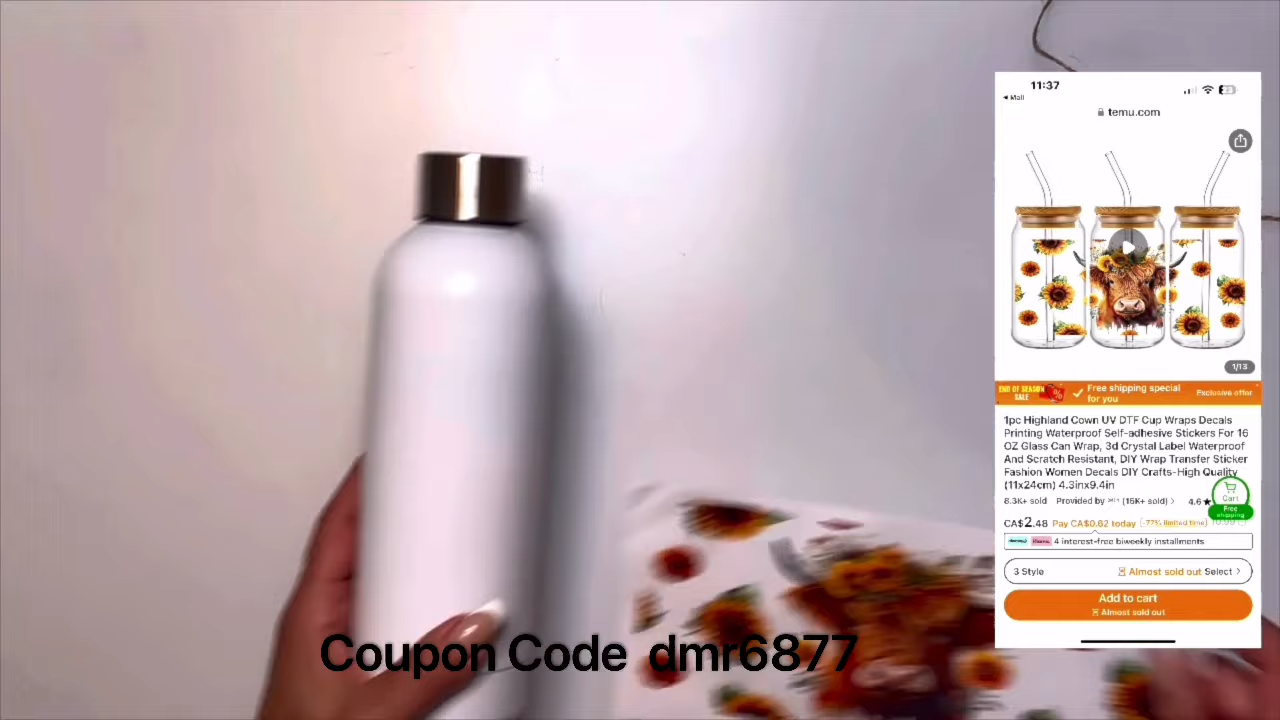 11:37
Mall
temu.com
1/13
END OF SEASON
SALE
Free shipping special
for you
Exclusive offer
1pc Highland Cown UV DTF Cup Wraps Decals
Printing Waterproof Self-adhesive Stickers For 16
OZ Glass Can Wrap, 3d Crystal Label Waterproof
And Scratch Resistant, DIY Wrap Transfer Sticker
Fashion Women Decals DIY Crafts-High Quality
(11x24cm) 4.3inx9.4in
8.3K+ sold Provided by (15K+ sold) 4.6★
Cart
Free
shipping
CA$2.48 Pay CA$0.62 today (-77% limited time)
4 interest-free biweekly installments
3 Style Almost sold out Select
Add to cart
Almost sold out
Coupon Code dmr6877